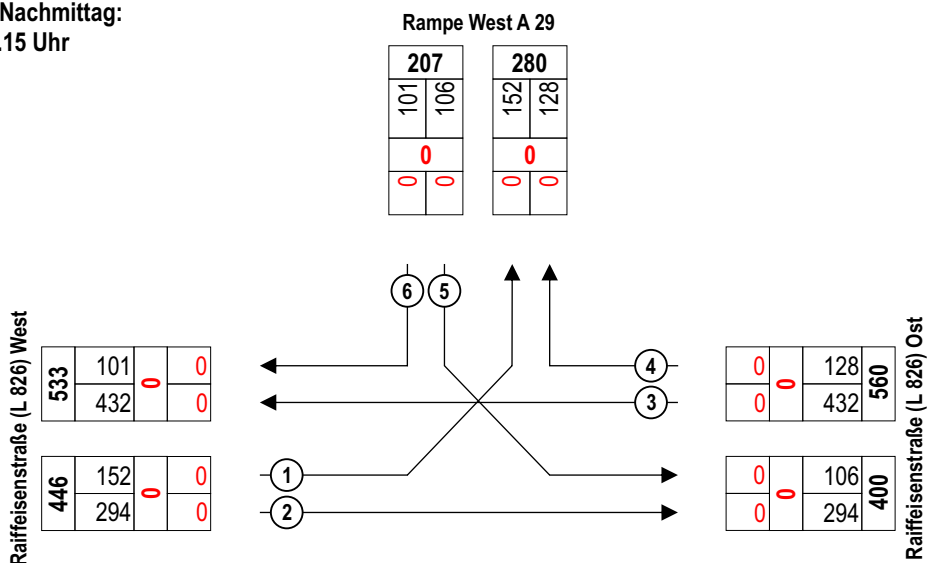 Nachmittag:
.15 Uhr
Rampe West A 29
207 280
101 106 152 128
0 0
0 0 0 0
6 5
Raiffeisenstraße (L 826) West
533 101 0 0
432 0
446 152 0 0
294 0
4
3
1
2
0 0 128 560
0 432
0 0 106 400
0 294
Raiffeisenstraße (L 826) Ost